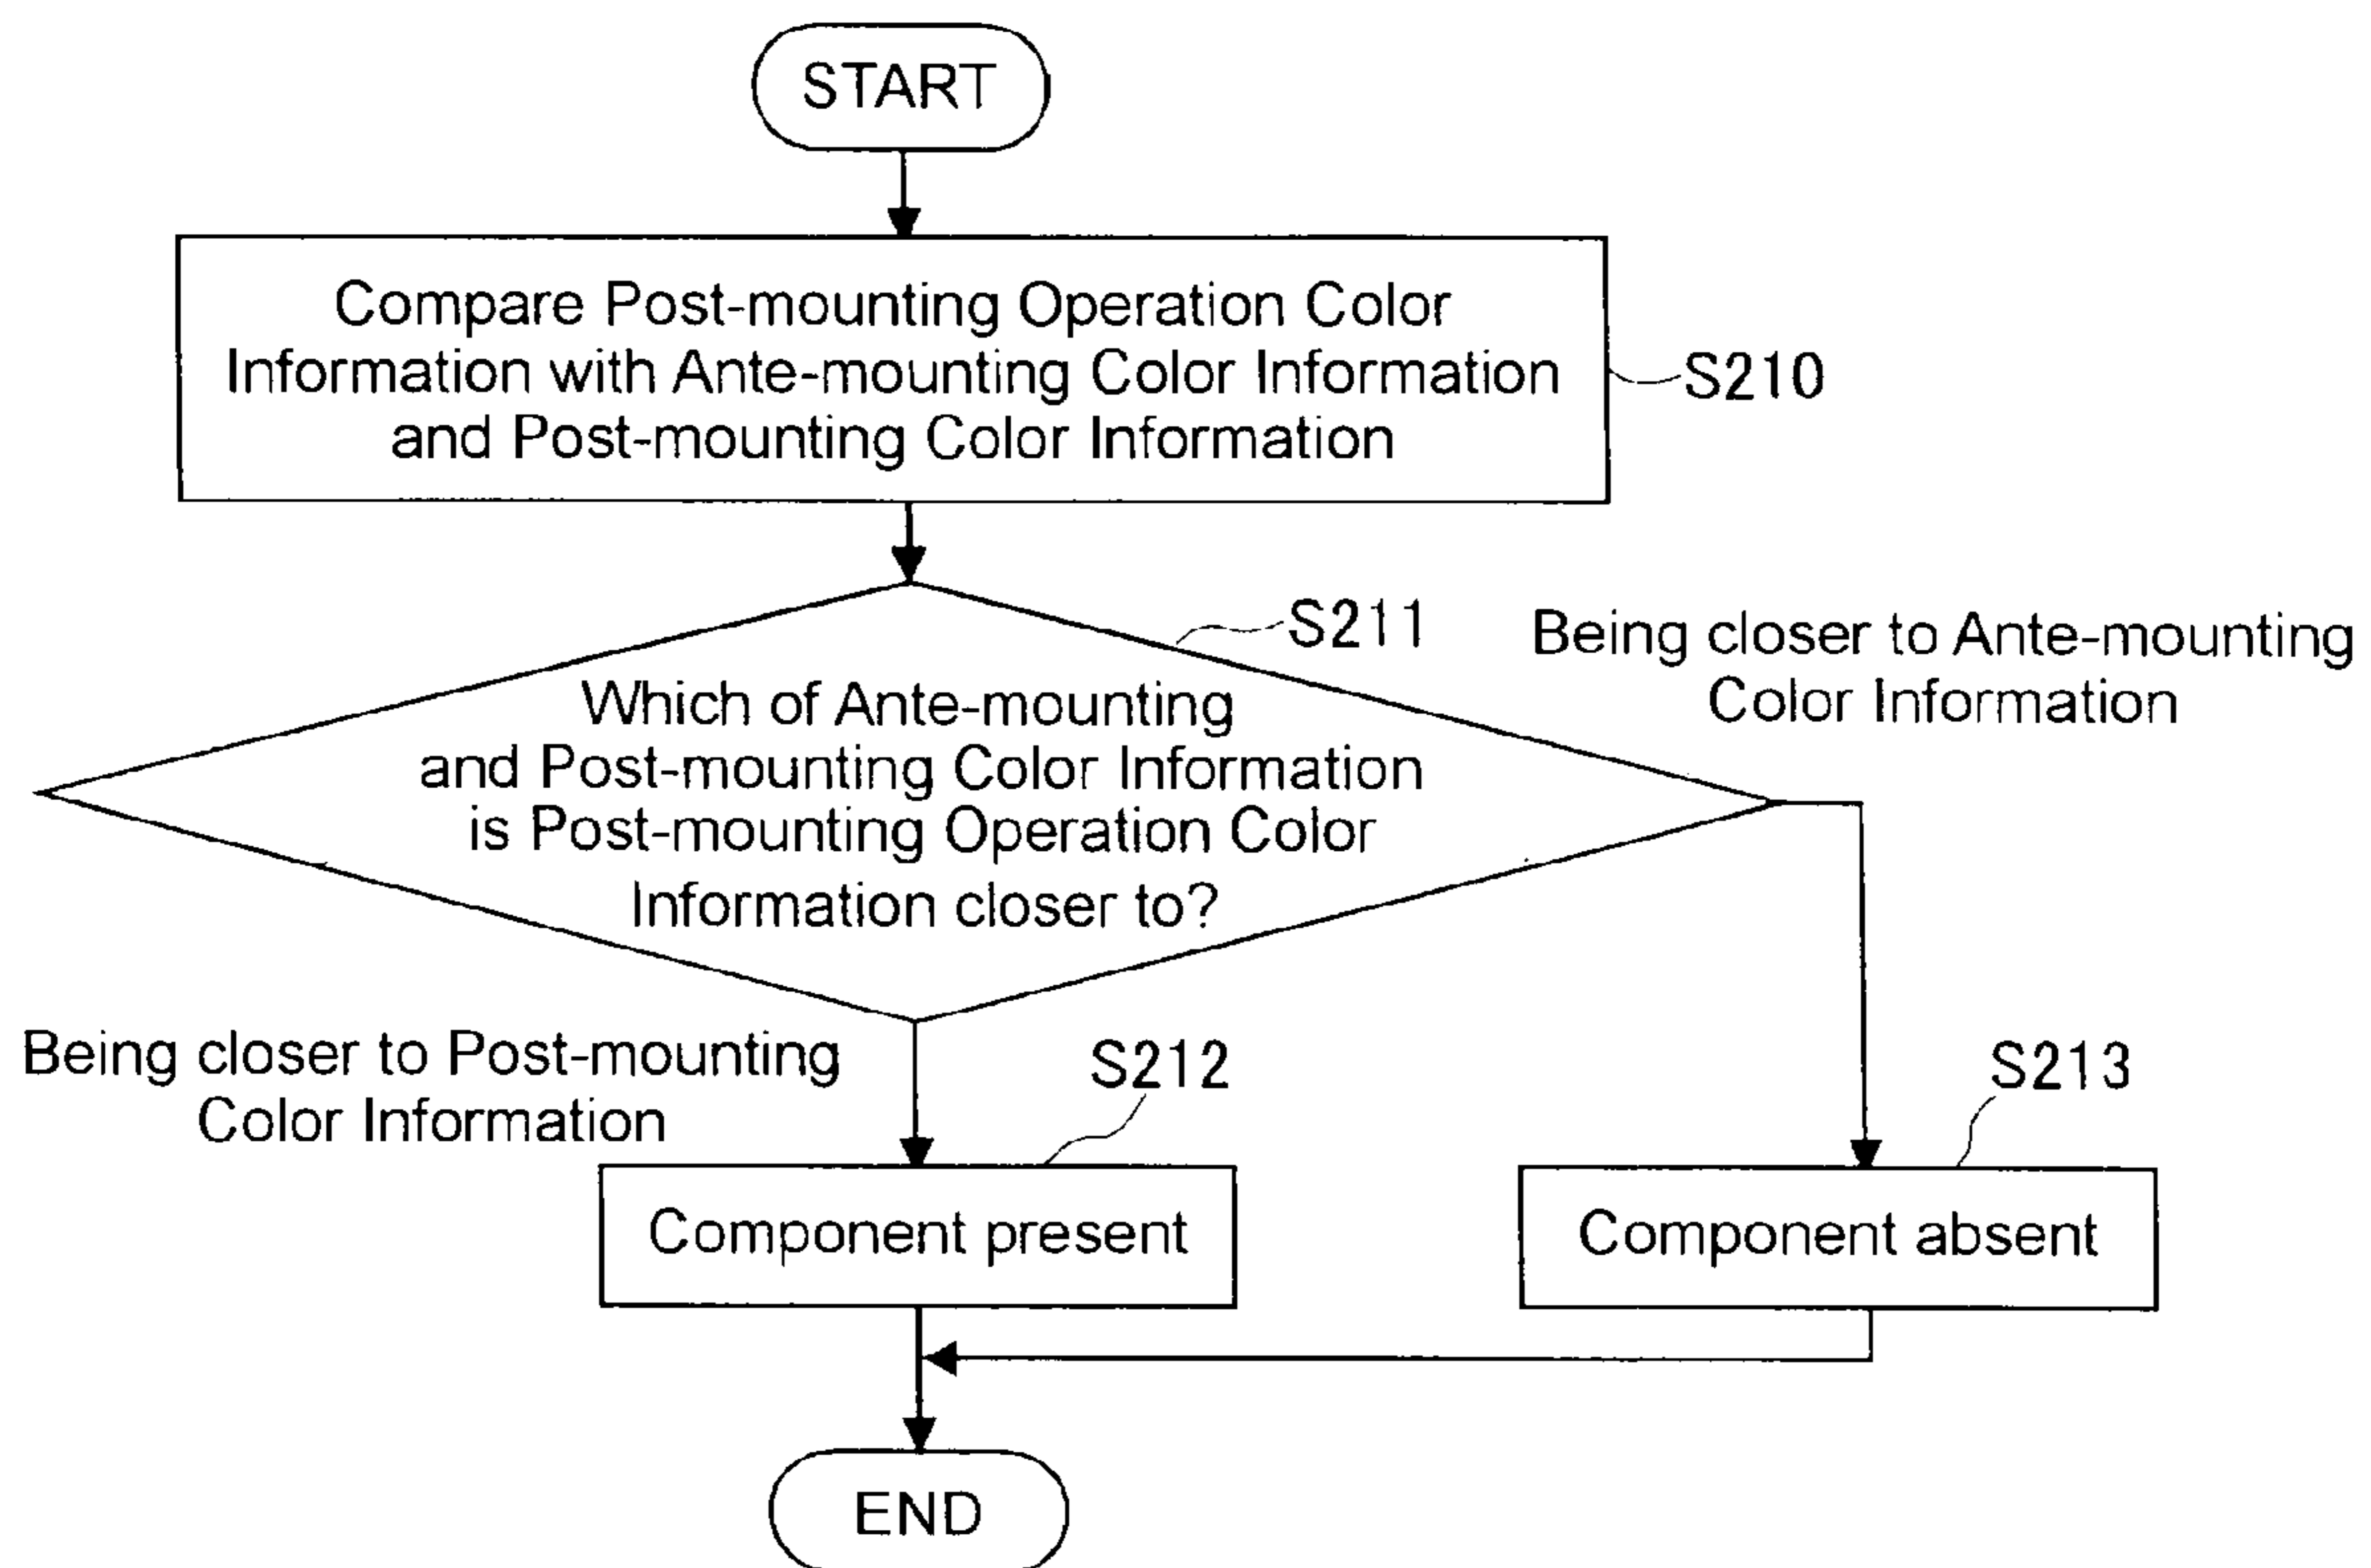 START
Compare Post-mounting Operation Color
Information with Ante-mounting Color Information
and Post-mounting Color Information
S210
S211
Being closer to Ante-mounting
Color Information
Which of Ante-mounting
and Post-mounting Color Information
is Post-mounting Operation Color
Information closer to?
Being closer to Post-mounting
Color Information
S212
S213
Component present
Component absent
END